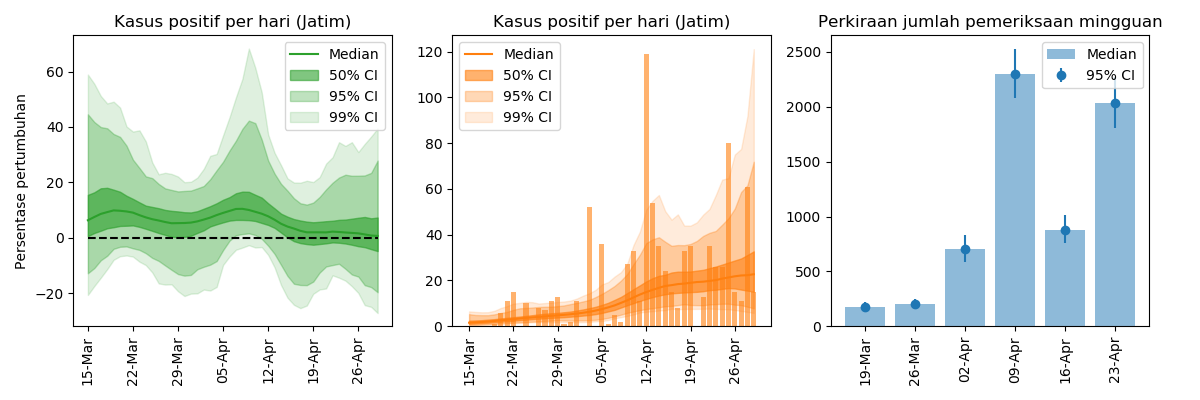 Kasus positif per hari (Jatim)
Persentase pertumbuhan
60
40
20
0
−20
Median
50% CI
95% CI
99% CI
15-Mar
22-Mar
29-Mar
05-Apr
12-Apr
19-Apr
26-Apr
Kasus positif per hari (Jatim)
120
100
80
60
40
20
0
Median
50% CI
95% CI
99% CI
15-Mar
22-Mar
29-Mar
05-Apr
12-Apr
19-Apr
26-Apr
Perkiraan jumlah pemeriksaan mingguan
2500
2000
1500
1000
500
0
Median
95% CI
19-Mar
26-Mar
02-Apr
09-Apr
16-Apr
23-Apr